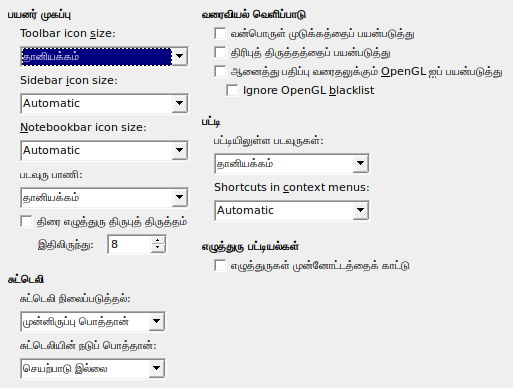 பயனர் முகப்பு
Toolbar icon size:
தானியக்கம்
Sidebar icon size:
Automatic
Notebookbar icon size:
Automatic
படவுரு பாணி:
தானியக்கம்
திரை எழுத்துரு திருபுத் திருத்தம்
இதிலிருந்து:
8
சுட்டெலி
சுட்டெலி நிலைப்படுத்தல்:
முன்னிருப்பு பொத்தான்
சுட்டெலியின் நடுப் பொத்தான்:
செயற்பாடு இல்லை
வரைவியல் வெளிப்பாடு
வன்பொருள் முடுக்கத்தைப் பயன்படுத்து
திரிபுத் திருத்தத்தைப் பயன்படுத்து
ஆனைத்து பதிப்பு வரைதலுக்கும் OpenGL ஐப் பயன்படுத்து
Ignore OpenGL blacklist
பட்டி
பட்டியிலுள்ள படவுருகள்:
தானியக்கம்
Shortcuts in context menus:
Automatic
எழுத்துரு பட்டியல்கள்
எழுத்துருகள் முன்னோட்டத்தைக் காட்டு